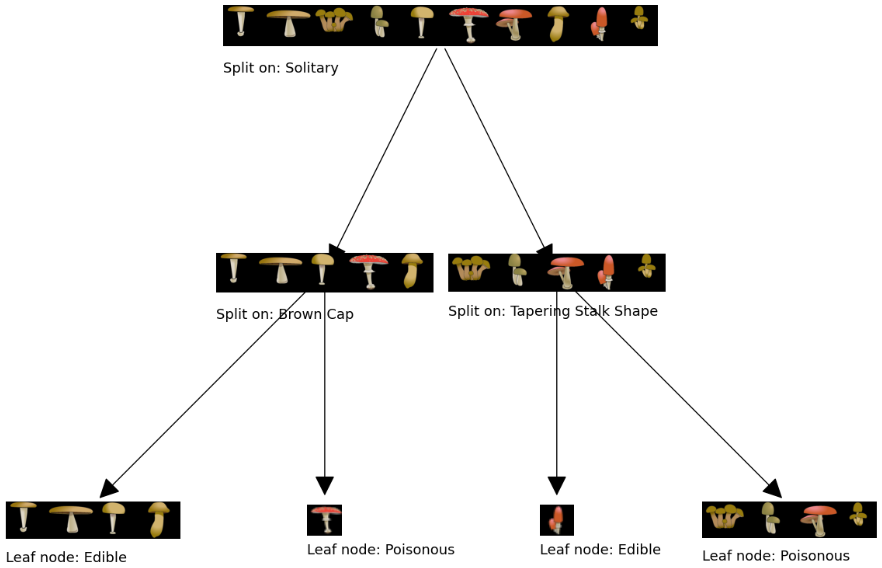 Split on: Solitary
Split on: Brown Cap
Split on: Tapering Stalk Shape
Leaf node: Edible
Leaf node: Poisonous
Leaf node: Edible
Leaf node: Poisonous